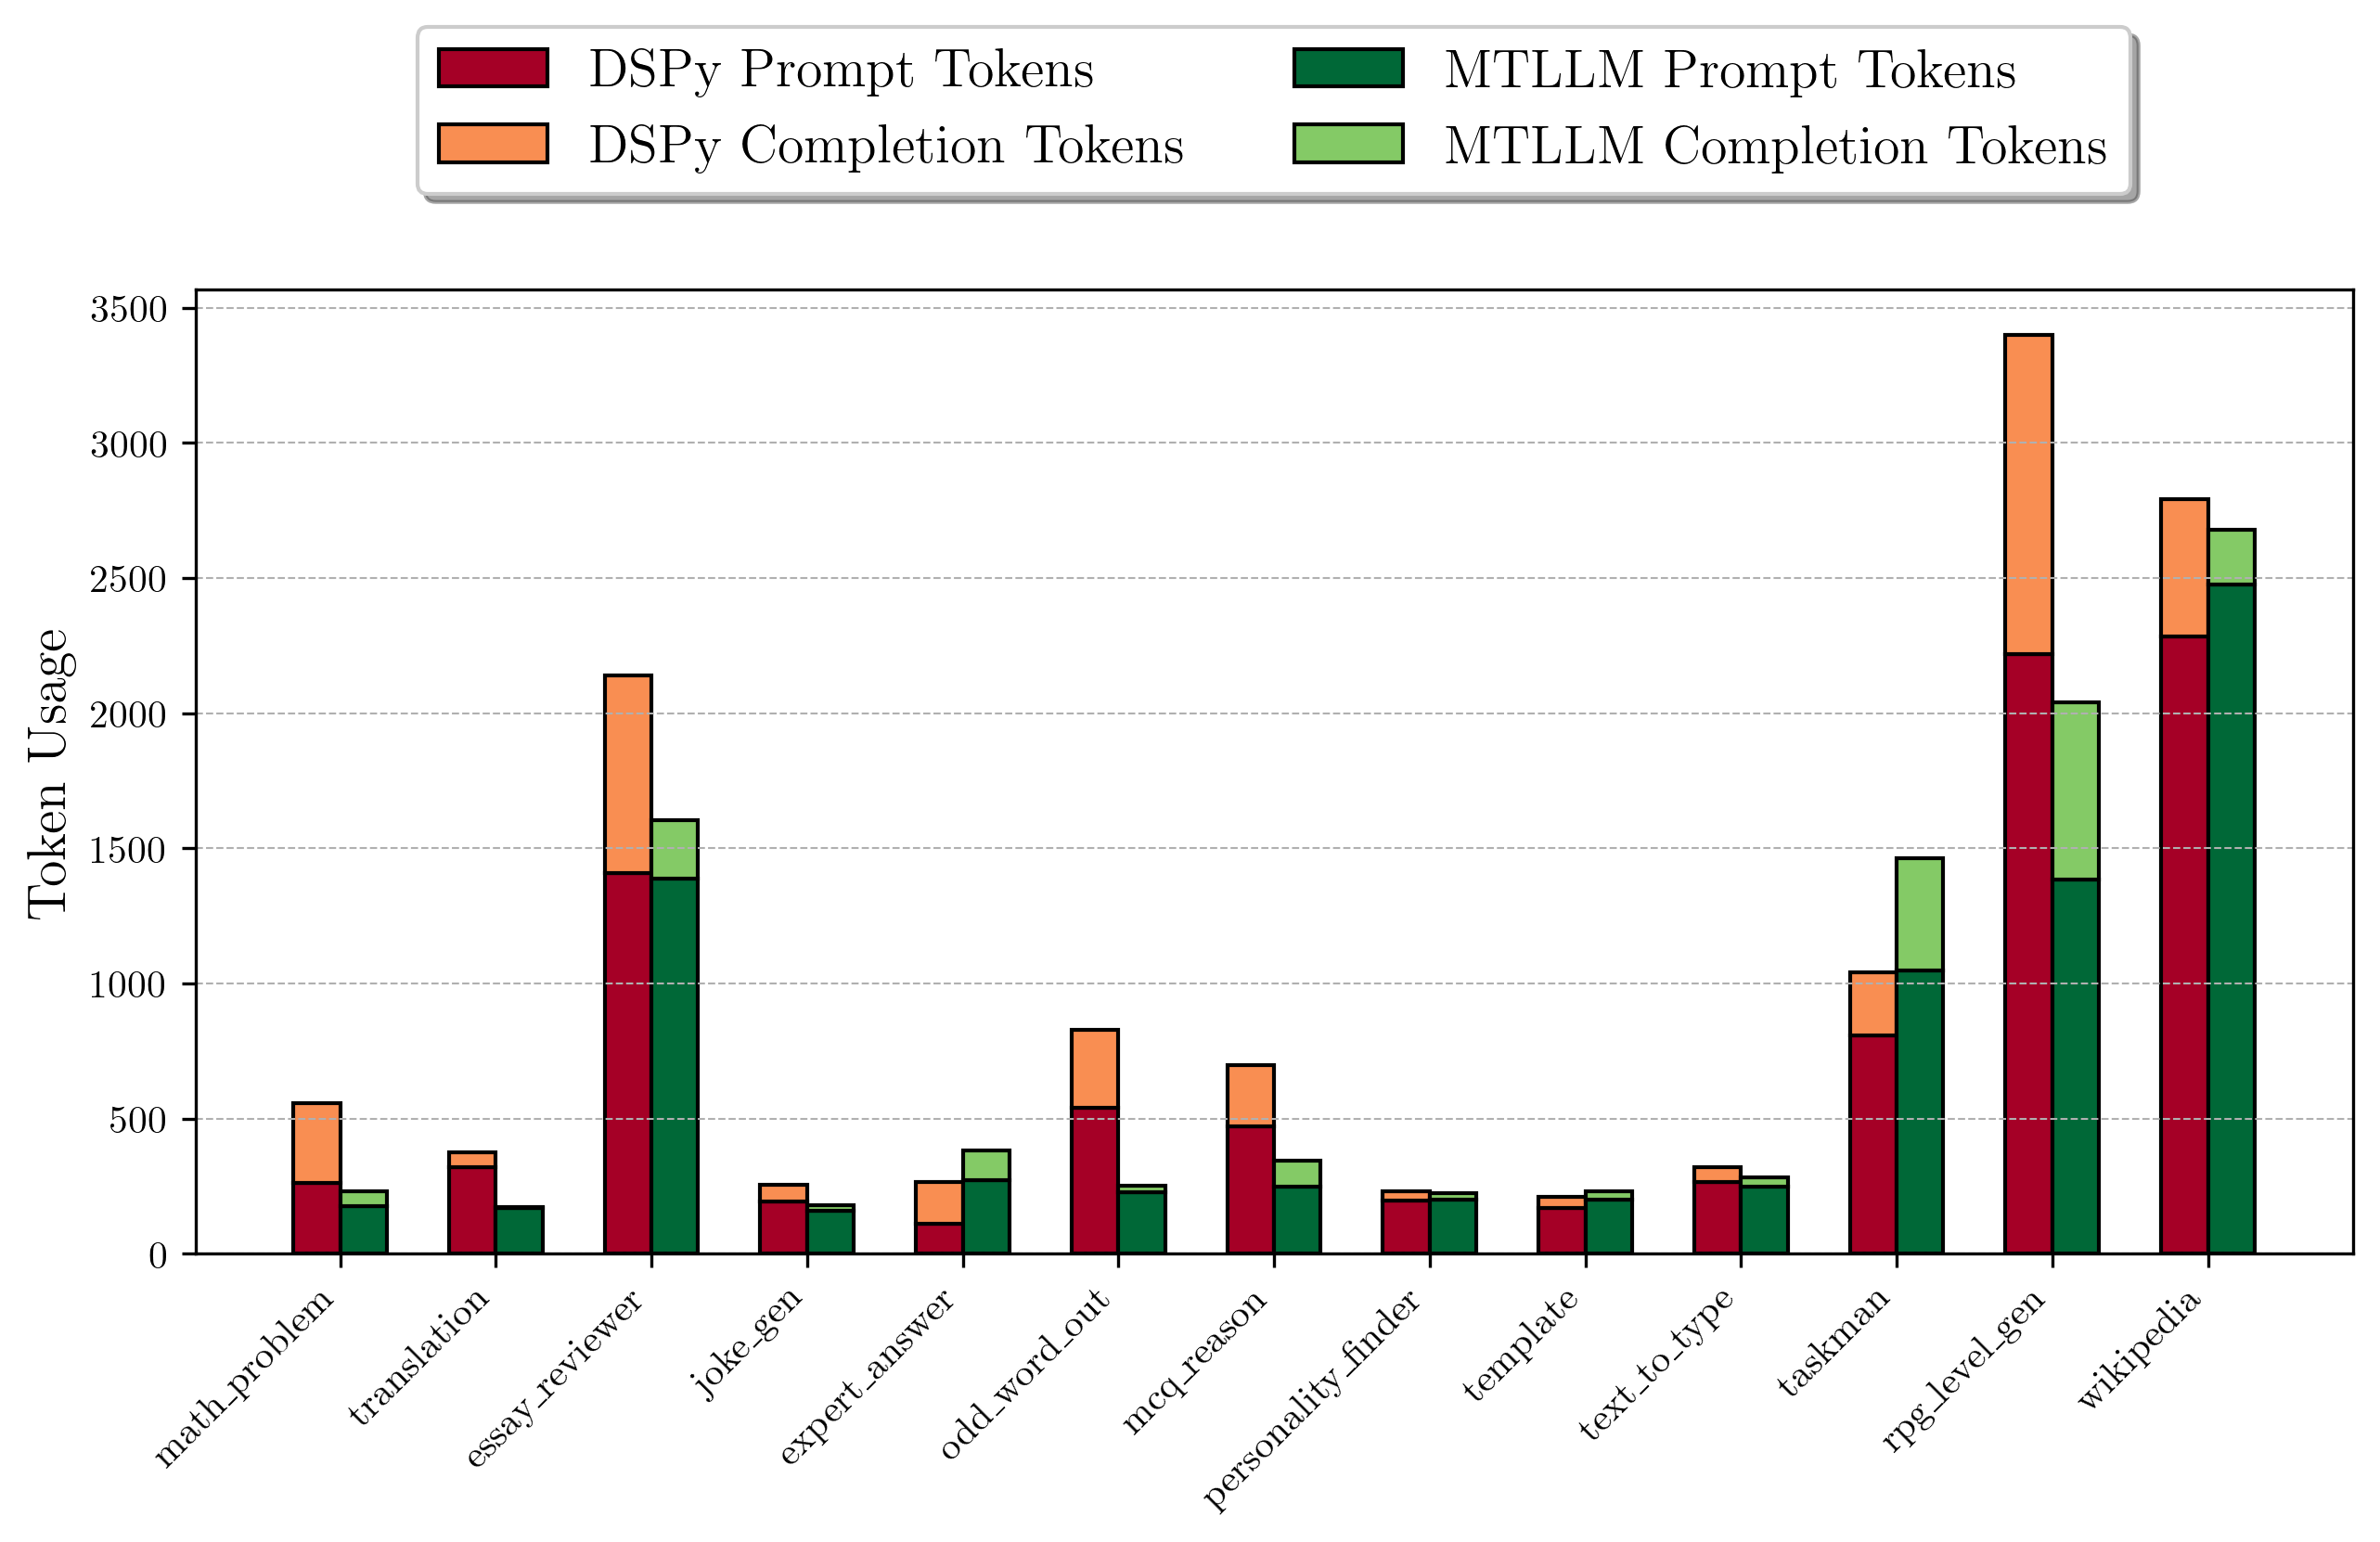 DSPy Prompt Tokens
DSPy Completion Tokens
MTLLM Prompt Tokens
MTLLM Completion Tokens
Token Usage
3500
3000
2500
2000
1500
1000
500
0
math_problem
translation
essay_reviewer
joke_gen
expert_answer
odd_word_out
mcq_reason
personality_finder
template
text_to_type
taskman
rpg_level_gen
wikipedia